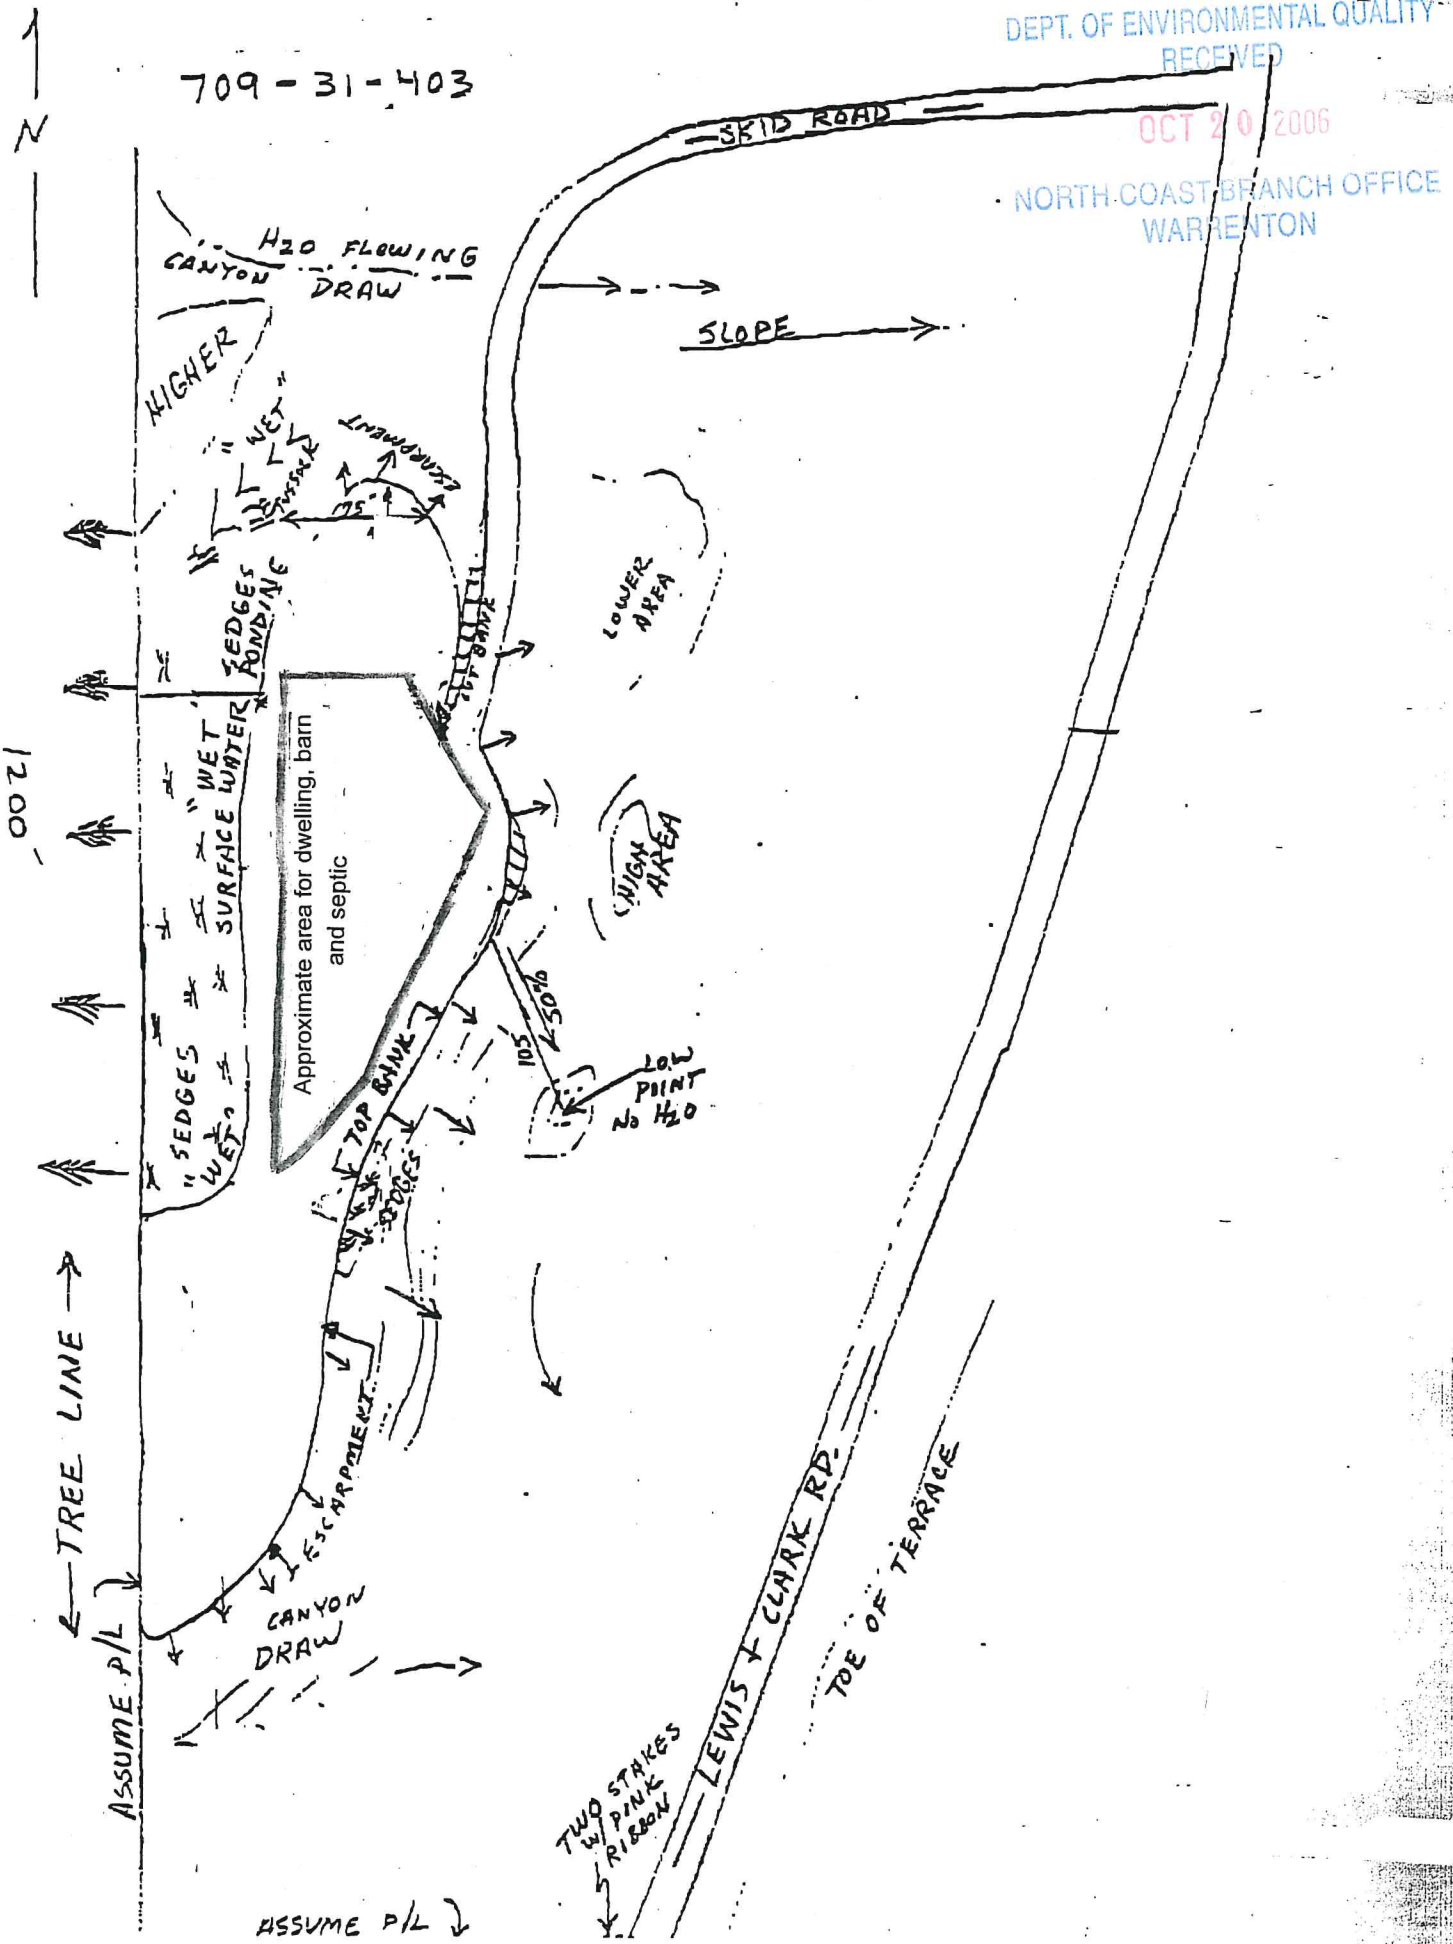 DEPT. OF ENVIRONMENTAL QUALITY
RECEIVED
OCT 20 2006
NORTH COAST BRANCH OFFICE
WARRENTON
709-31-403
N
SKID ROAD
H2O FLOWING
CANYON
DRAW
SLOPE
HIGHER
"WET"
TUSSOCK
ESCARPMENT
75'
SEDGES
PONDING
CUT BANK
LOWER
AREA
1200'
"WET"
SURFACE WATER
Approximate area for dwelling, barn
and septic
HIGH
AREA
"SEDGES
WET"
TOP BANK
50%
105'
LOW
POINT
No H2O
SEDGES
TREE LINE
ESCARPMENT
CANYON
DRAW
ASSUME P/L
LEWIS + CLARK RD.
TOE OF TERRACE
TWO STAKES
W/ PINK
RIBBON
ASSUME P/L